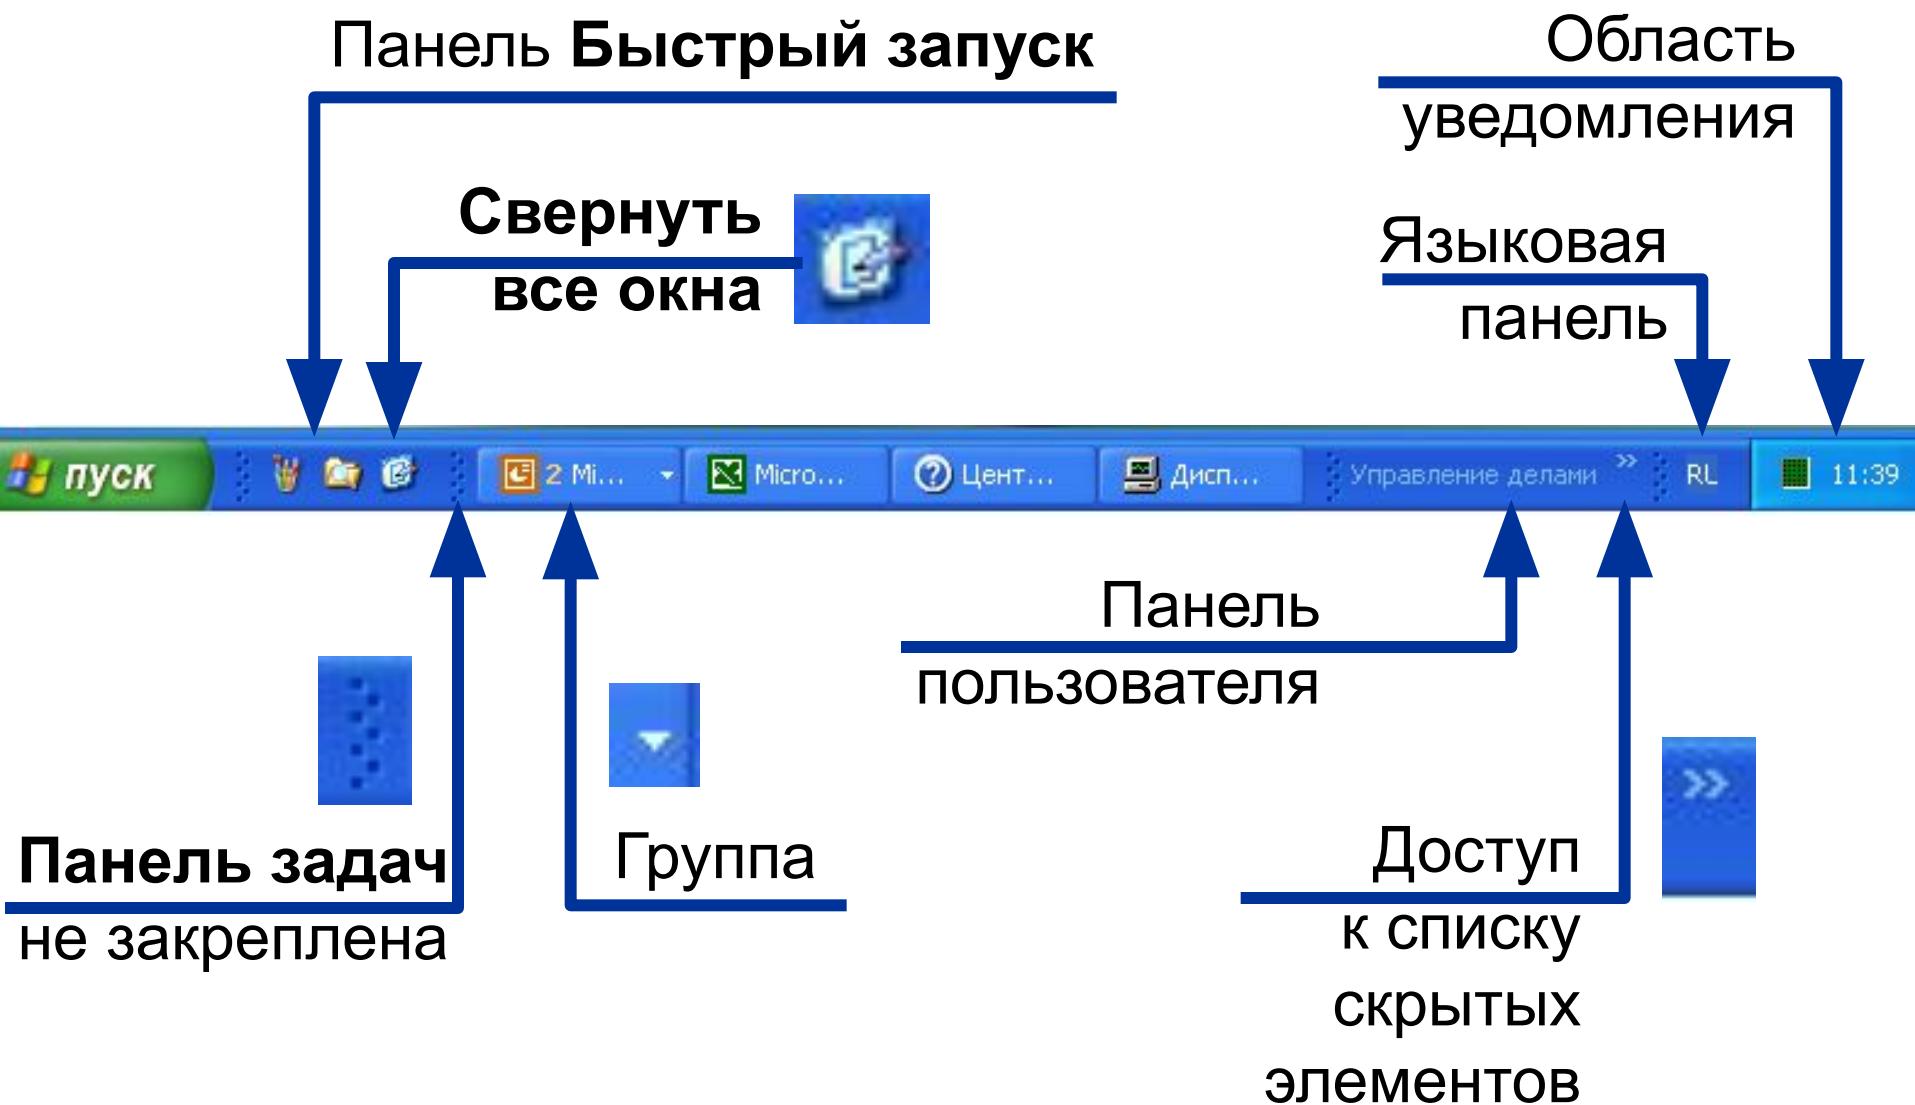 Панель Быстрый запуск
Область
уведомления
Свернуть
все окна
Языковая
панель
пуск
2 Mi...
Micro...
Цент...
Дисп...
Управление делами
RL
11:39
Панель
пользователя
Панель задач
не закреплена
Группа
Доступ
к списку
скрытых
элементов